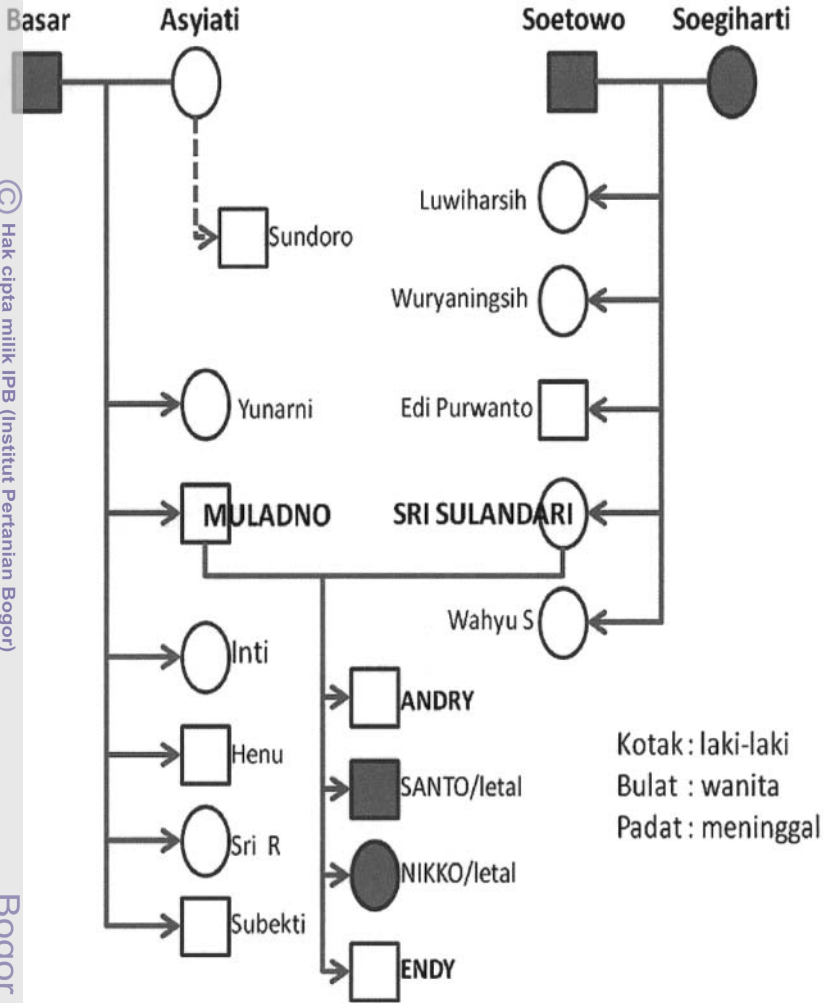 Basar Asyiati Soetowo Soegiharti
Luwiharsih
Sundoro
Wuryaningsih
Yunarni
Edi Purwanto
MULADNO
SRI SULANDARI
Wahyu S
Inti
ANDRY
Henu
SANTO/letal
Sri R
NIKKO/letal
Subekti
ENDY
Kotak : laki-laki
Bulat : wanita
Padat : meninggal
© Hak cipta milik IPB (Institut Pertanian Bogor)
Bogor